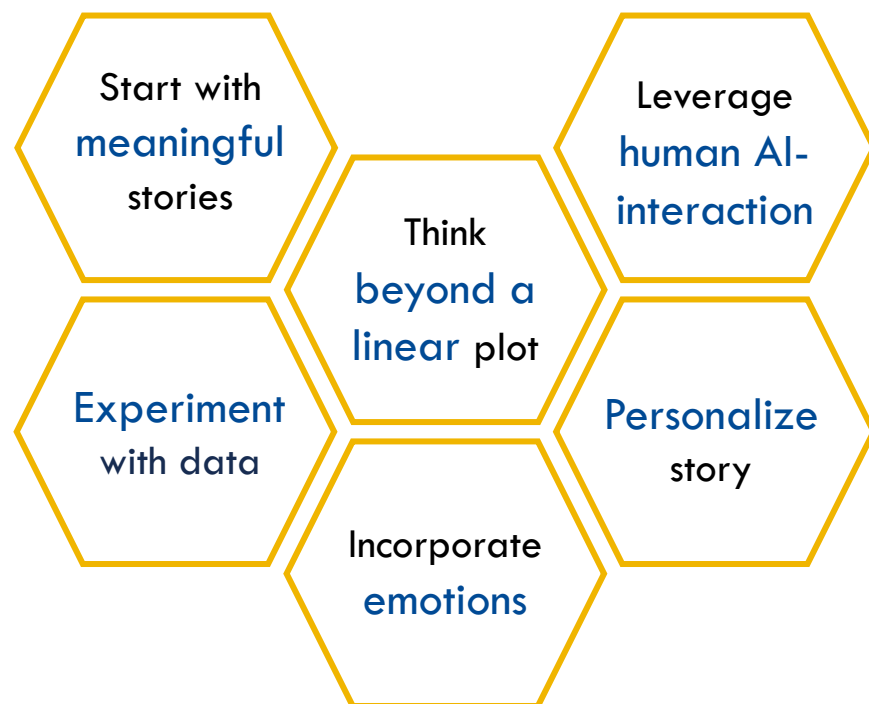 Start with
meaningful
stories
Leverage
human AI-
interaction
Think
beyond a
linear plot
Experiment
with data
Personalize
story
Incorporate
emotions